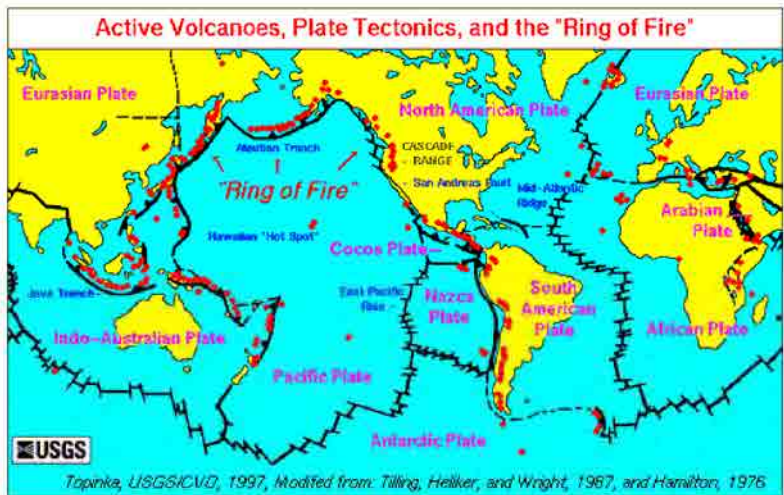 Active Volcanoes, Plate Tectonics, and the "Ring of Fire"
Eurasian Plate
North American Plate
Eurasian Plate
Aleutian Trench
CASCADE
RANGE
"Ring of Fire"
San Andreas Fault
Mid-Atlantic
Ridge
Arabian
Plate
Hawaiian "Hot Spot"
Cocos Plate
Java Trench
East Pacific
Rise
Nazca
Plate
South
American
Plate
Indo-Australian Plate
African Plate
Pacific Plate
Antarctic Plate
USGS
Topinka, USGS/CVO, 1997, Modified from: Tilling, Heliker, and Wright, 1987, and Hamilton, 1976